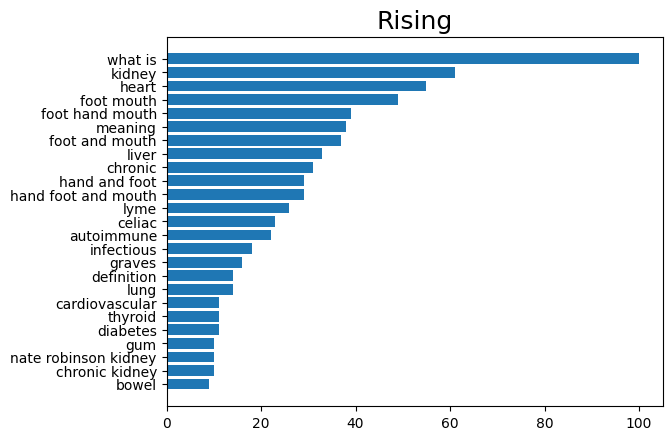 Rising
what is
kidney
heart
foot mouth
foot hand mouth
meaning
foot and mouth
liver
chronic
hand and foot
hand foot and mouth
lyme
celiac
autoimmune
infectious
graves
definition
lung
cardiovascular
thyroid
diabetes
gum
nate robinson kidney
chronic kidney
bowel
0 20 40 60 80 100